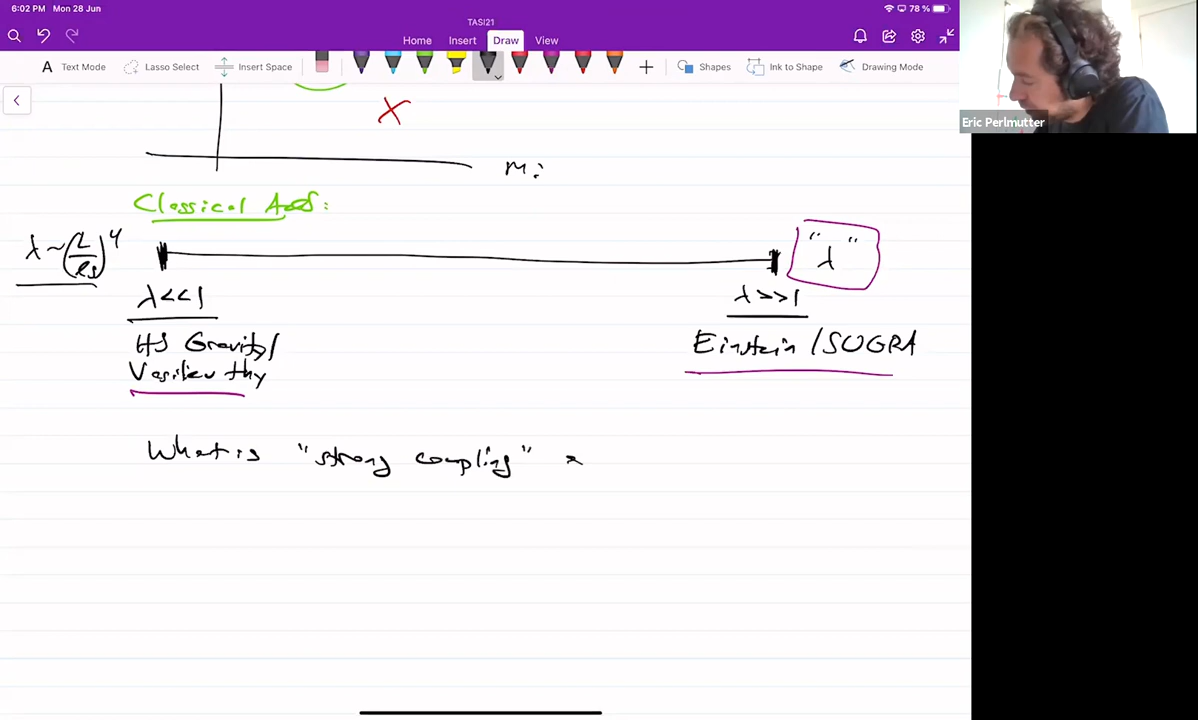 6:02 PM Mon 28 Jun
78 %
TASI21
Home Insert Draw View
A Text Mode Lasso Select Insert Space Shapes Ink to Shape Drawing Mode
Eric Perlmutter
X
Classical AdS:
λ ~ (L/ls)^4
"λ"
λ<<1
λ>>1
HS Gravity/
Einstein /SUGRA
Vasiliev thy
What is "strong coupling"